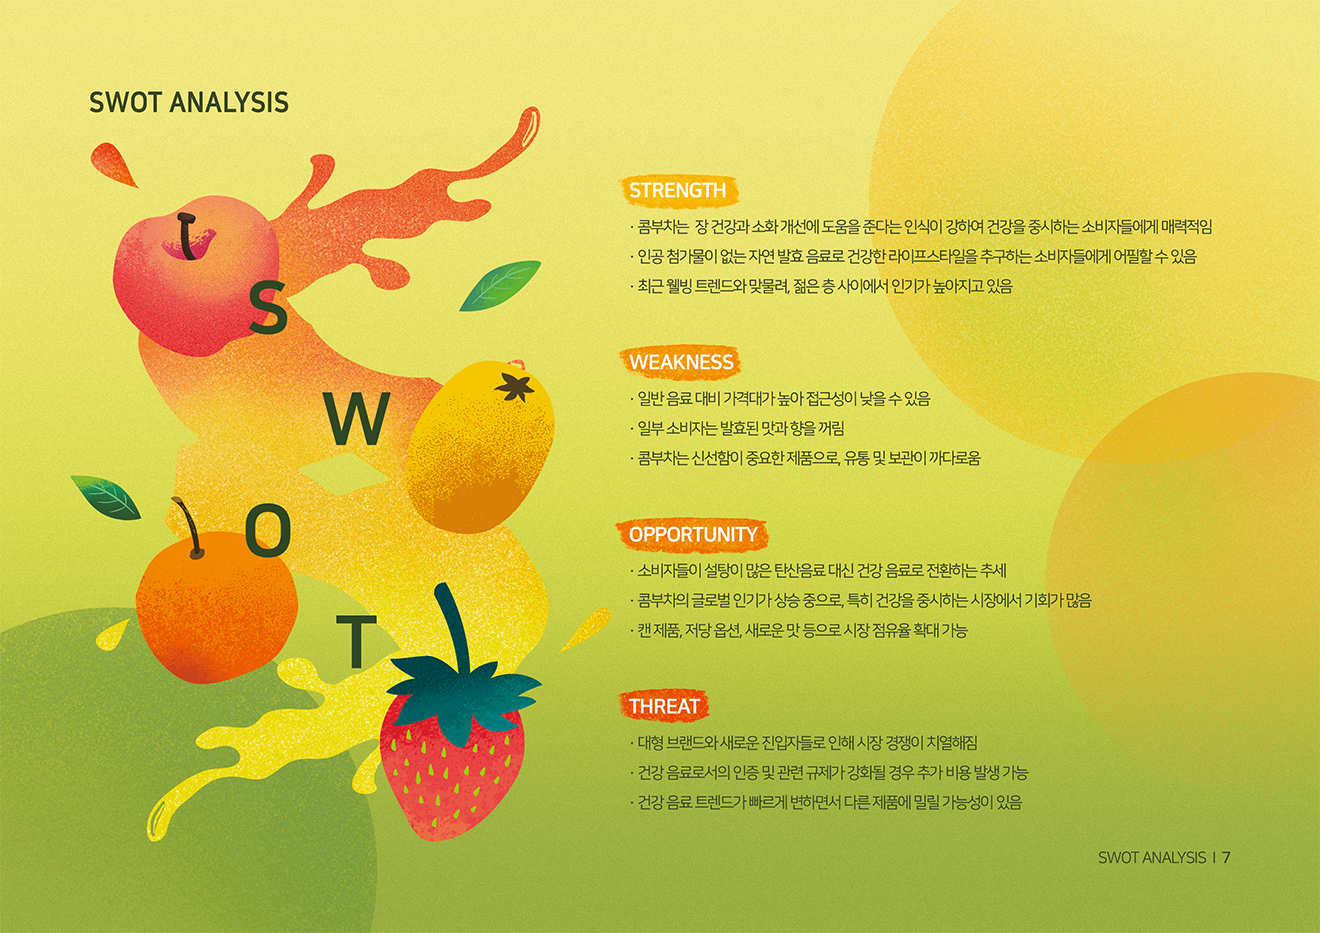 SWOT ANALYSIS
S
W
O
T
STRENGTH
· 콤부차는 장 건강과 소화 개선에 도움을 준다는 인식이 강하여 건강을 중시하는 소비자들에게 매력적임
· 인공 첨가물이 없는 자연 발효 음료로 건강한 라이프스타일을 추구하는 소비자들에게 어필할 수 있음
· 최근 웰빙 트렌드와 맞물려, 젊은 층 사이에서 인기가 높아지고 있음
WEAKNESS
· 일반 음료 대비 가격대가 높아 접근성이 낮을 수 있음
· 일부 소비자는 발효된 맛과 향을 꺼림
· 콤부차는 신선함이 중요한 제품으로, 유통 및 보관이 까다로움
OPPORTUNITY
· 소비자들이 설탕이 많은 탄산음료 대신 건강 음료로 전환하는 추세
· 콤부차의 글로벌 인기가 상승 중으로, 특히 건강을 중시하는 시장에서 기회가 많음
· 캔 제품, 저당 옵션, 새로운 맛 등으로 시장 점유율 확대 가능
THREAT
· 대형 브랜드와 새로운 진입자들로 인해 시장 경쟁이 치열해짐
· 건강 음료로서의 인증 및 관련 규제가 강화될 경우 추가 비용 발생 가능
· 건강 음료 트렌드가 빠르게 변하면서 다른 제품에 밀릴 가능성이 있음
SWOT ANALYSIS | 7